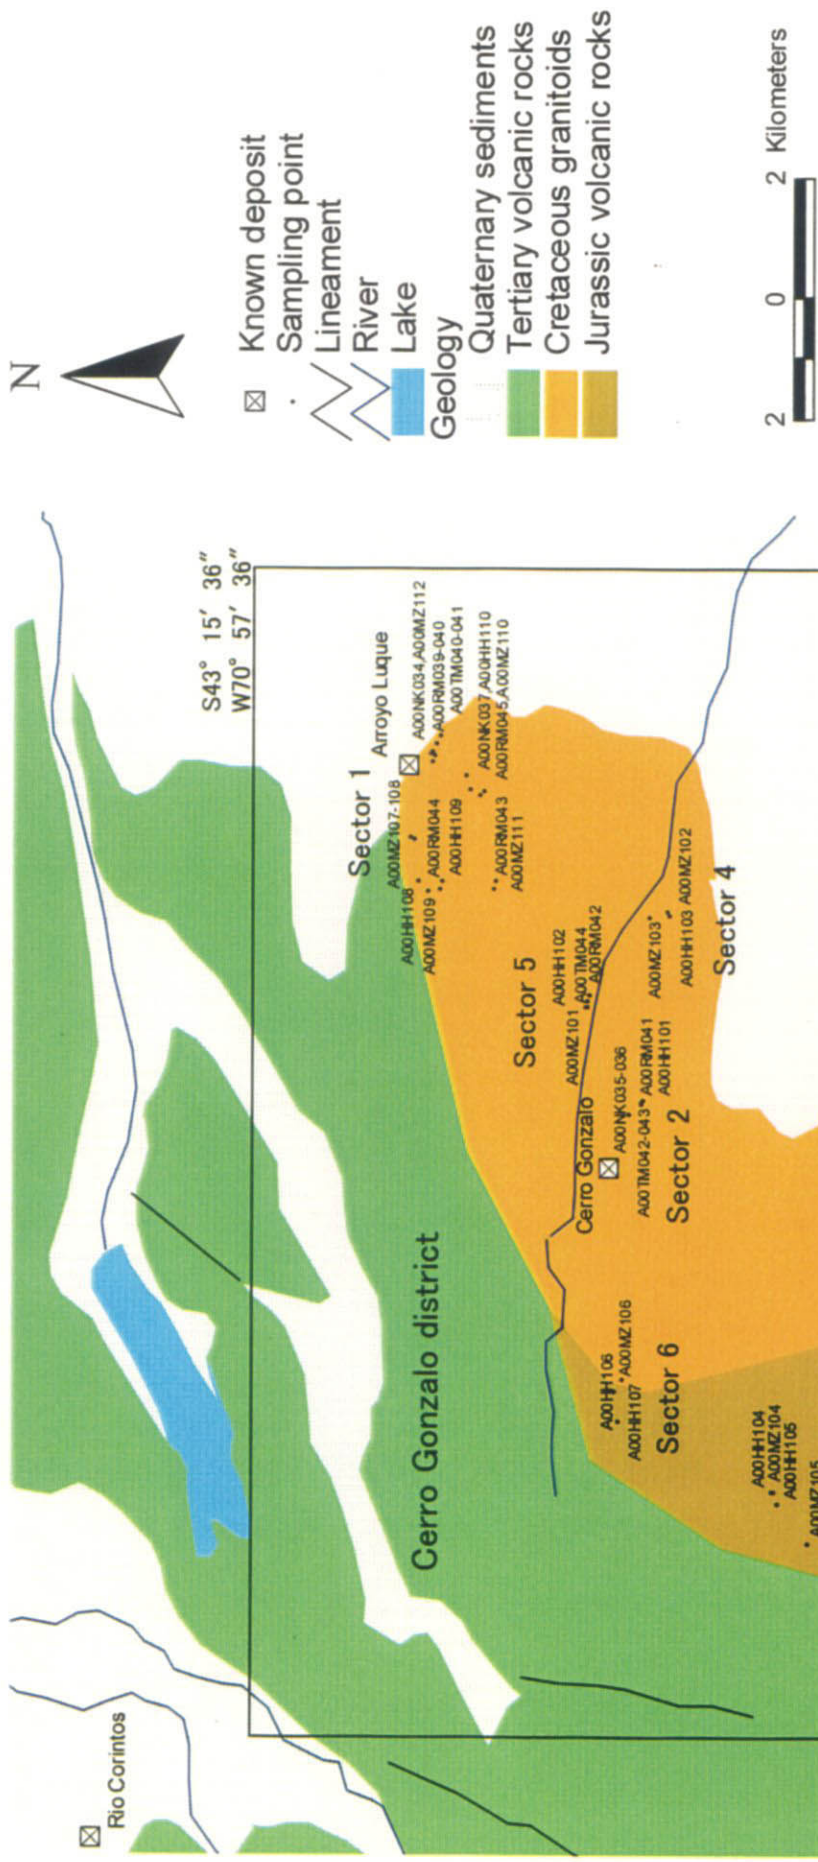 N
Known deposit
Sampling point
Lineament
River
Lake
Geology
Quaternary sediments
Tertiary volcanic rocks
Cretaceous granitoids
Jurassic volcanic rocks
2 0 2 Kilometers
S43° 15′ 36″
W70° 57′ 36″
Rio Corintos
Cerro Gonzalo district
Sector 1
Arroyo Luque
A00MZ107-108
A00NK034,A00MZ112
A00RM039-040
A00TM040-041
A00HH108
A00RM044
A00MZ109
A00HH109
A00NK037,A00HH110
A00RM045,A00MZ110
A00RM043
A00MZ111
Sector 5
A00HH102
A00MZ101
A00TM044
A00RM042
Cerro Gonzalo
A00NK035-036
A00TM042-043
A00RM041
A00HH101
Sector 2
A00MZ103
A00HH103
A00MZ102
Sector 4
A00HH106
A00MZ106
A00HH107
Sector 6
A00HH104
A00MZ104
A00HH105
A00MZ105